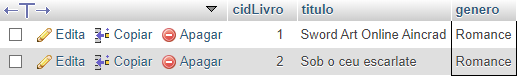 cidLivro titulo genero
Edita Copiar Apagar 1 Sword Art Online Aincrad Romance
Edita Copiar Apagar 2 Sob o ceu escarlate Romance